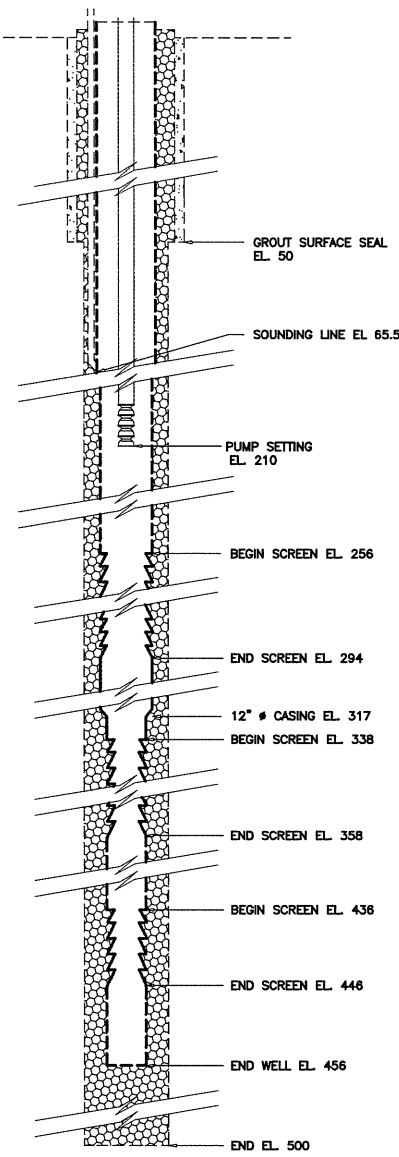 GROUT SURFACE SEAL
EL. 50
SOUNDING LINE EL 65.5
PUMP SETTING
EL. 210
BEGIN SCREEN EL. 256
END SCREEN EL. 294
12" ø CASING EL. 317
BEGIN SCREEN EL. 338
END SCREEN EL. 358
BEGIN SCREEN EL. 436
END SCREEN EL. 446
END WELL EL. 456
END EL. 500